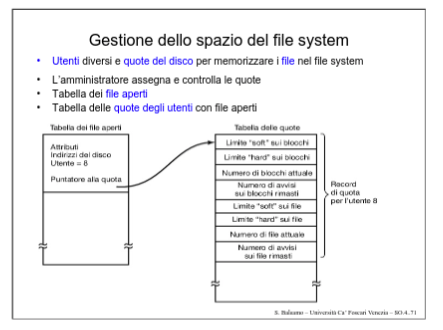 Gestione dello spazio del file system
• Utenti diversi e quote del disco per memorizzare i file nel file system
• L'amministratore assegna e controlla le quote
• Tabella dei file aperti
• Tabella delle quote degli utenti con file aperti
Tabella dei file aperti
Attributi
Indirizzi del disco
Utente = 8
Puntatore alla quota
Tabella delle quote
Limite "soft" sui blocchi
Limite "hard" sui blocchi
Numero di blocchi attuale
Numero di avvisi
sui blocchi rimasti
Limite "soft" sui file
Limite "hard" sui file
Numero di file attuale
Numero di avvisi
sui file rimasti
Record
di quota
per l'utente 8
S. Balsamo – Università Ca' Foscari Venezia – SO.4.71